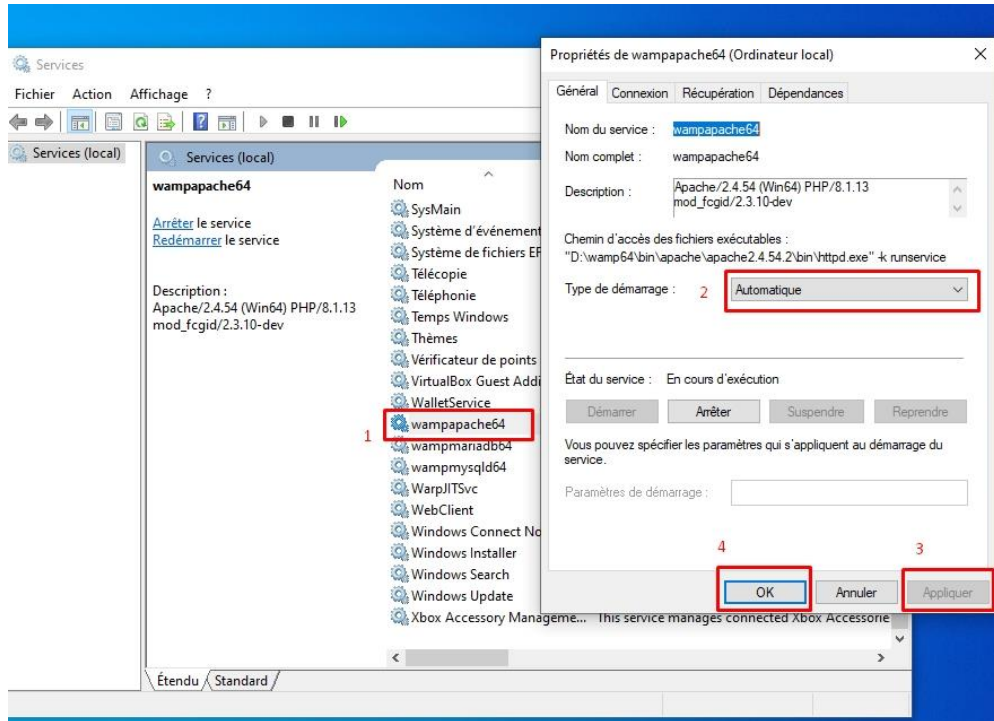 Services
Fichier Action Affichage ?
Services (local)
Services (local)
wampapache64
Arrêter le service
Redémarrer le service
Description :
Apache/2.4.54 (Win64) PHP/8.1.13
mod_fcgid/2.3.10-dev
Nom
SysMain
Système d'événement
Système de fichiers EF
Télécopie
Téléphonie
Temps Windows
Thèmes
Vérificateur de points
VirtualBox Guest Addi
WalletService
1
wampapache64
wampmariadb64
wampmysqld64
WarpJITSvc
WebClient
Windows Connect No
Windows Installer
Windows Search
Windows Update
Xbox Accessory Manageme... This service manages connected Xbox Accessorie
Étendu Standard
Propriétés de wampapache64 (Ordinateur local)
Général Connexion Récupération Dépendances
Nom du service : wampapache64
Nom complet : wampapache64
Description : Apache/2.4.54 (Win64) PHP/8.1.13
mod_fcgid/2.3.10-dev
Chemin d'accès des fichiers exécutables :
"D:\wamp64\bin\apache\apache2.4.54.2\bin\httpd.exe" -k runservice
Type de démarrage : 2 Automatique
État du service : En cours d'exécution
Démarrer Arrêter Suspendre Reprendre
Vous pouvez spécifier les paramètres qui s'appliquent au démarrage du
service.
Paramètres de démarrage :
4 3
OK Annuler Appliquer